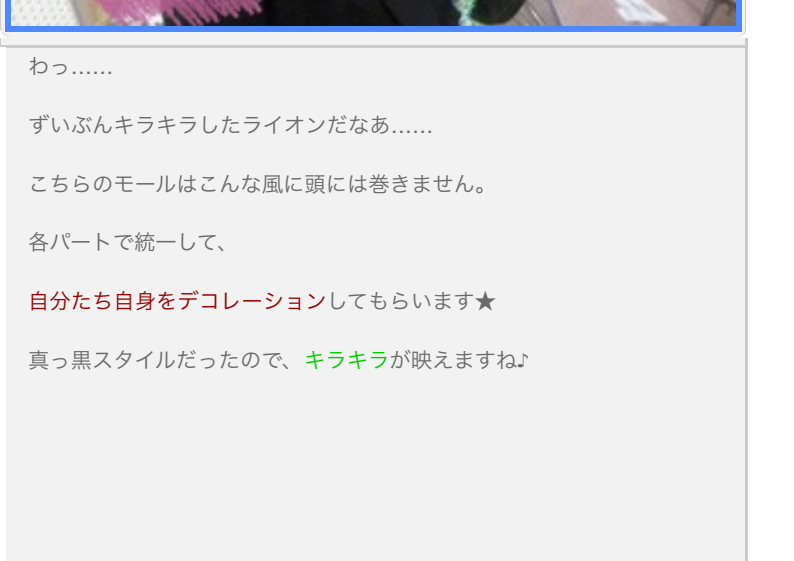 わっ……
ずいぶんキラキラしたライオンだなあ……
こちらのモールはこんな風に頭には巻きません。
各パートで統一して、
自分たち自身をデコレーションしてもらいます★
真っ黒スタイルだったので、キラキラが映えますね♪